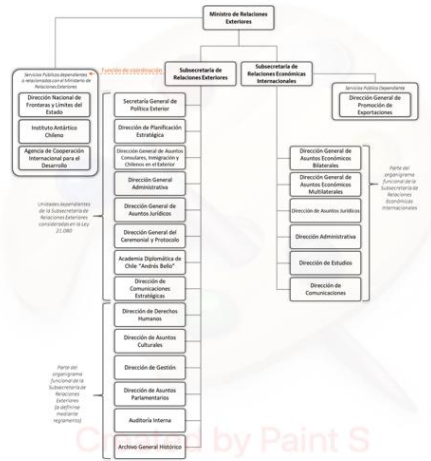 Ministro de Relaciones
Exteriores
Servicios Públicos dependientes
o relacionados con el Ministerio de
Relaciones Exteriores
Función de coordinación
Subsecretaría de
Relaciones Exteriores
Subsecretaría de
Relaciones Económicas
Internacionales
Dirección Nacional de
Fronteras y Límites del
Estado
Instituto Antártico
Chileno
Agencia de Cooperación
Internacional para el
Desarrollo
Servicio Público Dependiente
Dirección General de
Promoción de
Exportaciones
Unidades dependientes
de la Subsecretaría de
Relaciones Exteriores
consideradas en la Ley
21.080
Secretaría General de
Política Exterior
Dirección de Planificación
Estratégica
Dirección General de Asuntos
Consulares, Inmigración y
Chilenos en el Exterior
Dirección General
Administrativa
Dirección General de
Asuntos Jurídicos
Dirección General del
Ceremonial y Protocolo
Academia Diplomática de
Chile "Andrés Bello"
Dirección de
Comunicaciones
Estratégicas
Parte del
organigrama
funcional de la
Subsecretaría de
Relaciones
Exteriores
(a definirse
mediante
reglamento)
Dirección de Derechos
Humanos
Dirección de Asuntos
Culturales
Dirección de Gestión
Dirección de Asuntos
Parlamentarios
Auditoría Interna
Archivo General Histórico
Dirección General de
Asuntos Económicos
Bilaterales
Dirección General de
Asuntos Económicos
Multilaterales
Dirección de Asuntos Jurídicos
Dirección Administrativa
Dirección de Estudios
Dirección de
Comunicaciones
Parte del
organigrama
funcional de la
Subsecretaría de
Relaciones
Económicas
Internacionales
Created by Paint S